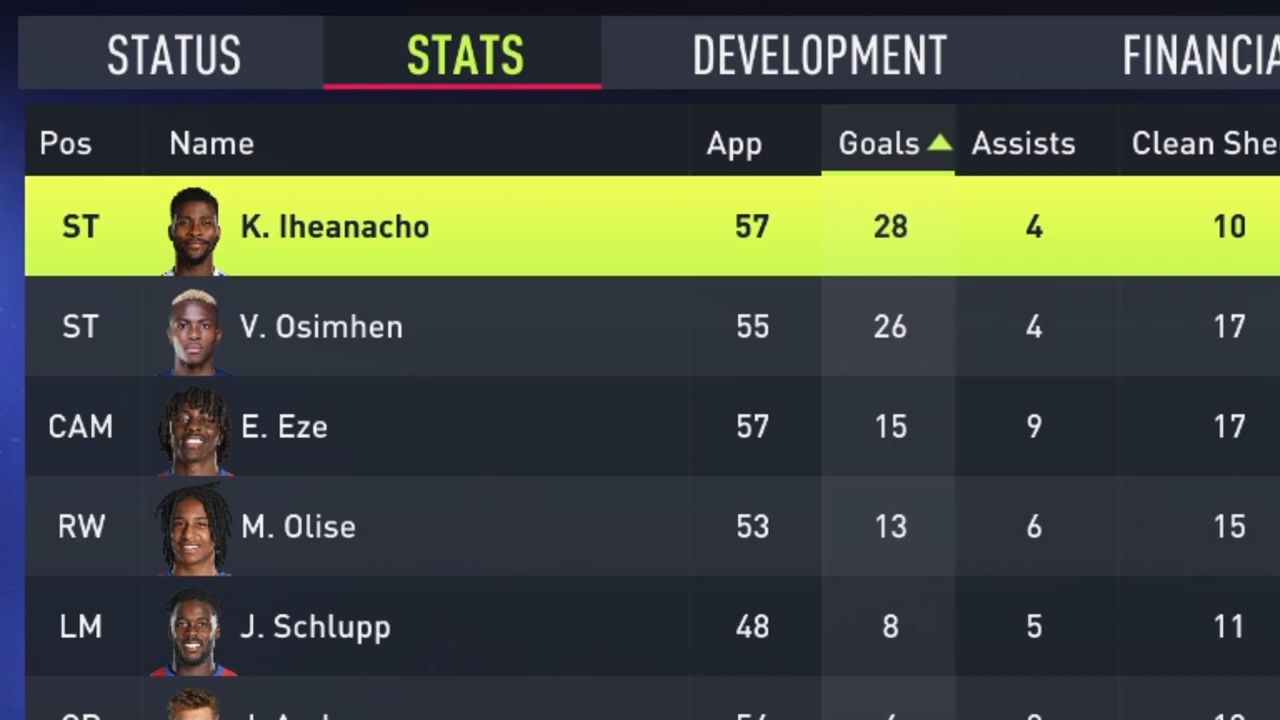 STATUS STATS DEVELOPMENT
Pos Name App Goals Assists Clean
ST K. Iheanacho 57 28 4 10
ST V. Osimhen 55 26 4 17
CAM E. Eze 57 15 9 17
RW M. Olise 53 13 6 15
LM J. Schlupp 48 8 5 11